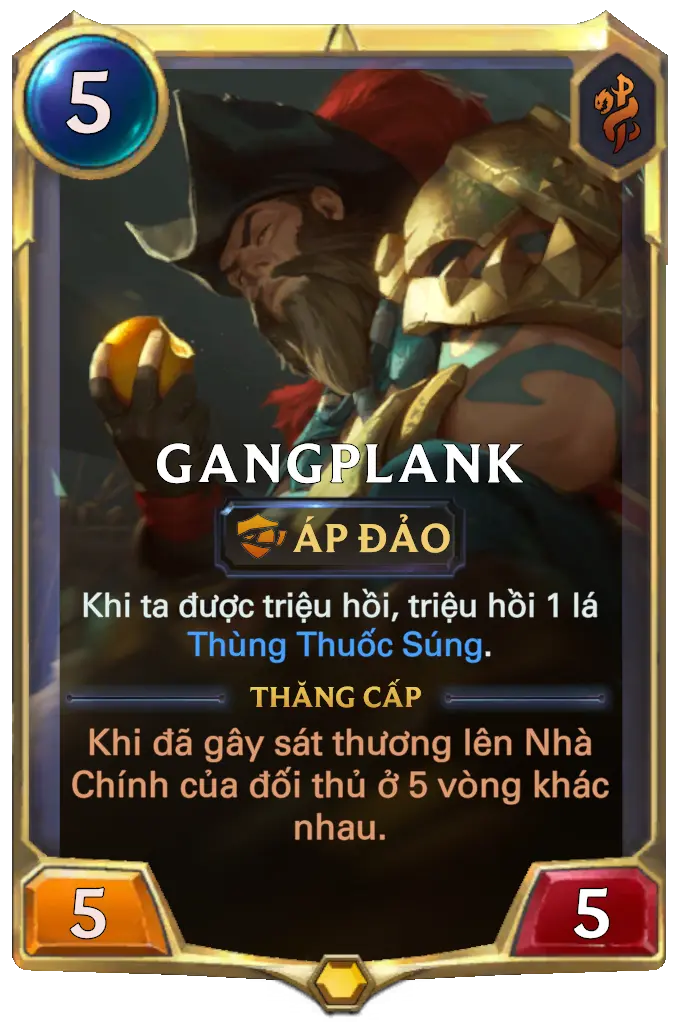 5
GANGPLANK
ÁP ĐẢO
Khi ta được triệu hồi, triệu hồi 1 lá
Thùng Thuốc Súng.
THĂNG CẤP
Khi đã gây sát thương lên Nhà
Chính của đối thủ ở 5 vòng khác
nhau.
5
5